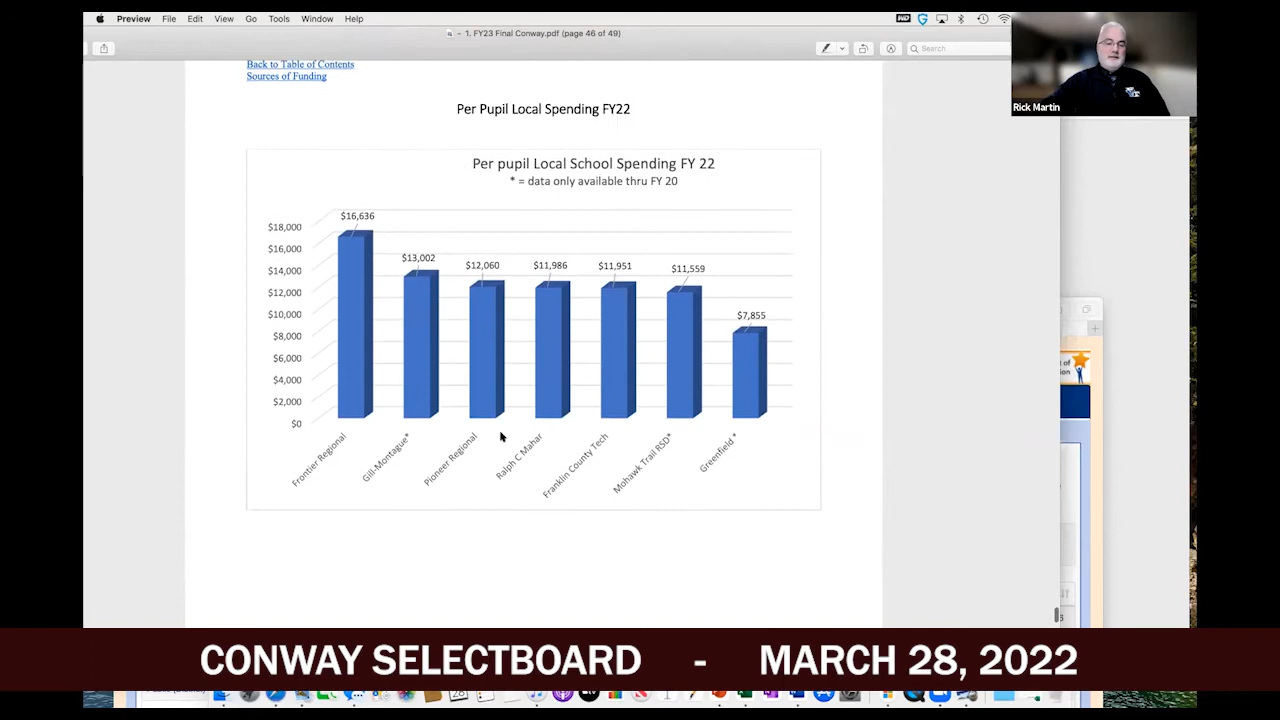 Preview File Edit View Go Tools Window Help
1. FY23 Final Conway.pdf (page 46 of 49)
Search
Rick Martin
Back to Table of Contents
Sources of Funding
Per Pupil Local Spending FY22
Per pupil Local School Spending FY 22
* = data only available thru FY 20
$18,000
$16,000
$14,000
$12,000
$10,000
$8,000
$6,000
$4,000
$2,000
$0
$16,636
$13,002
$12,060
$11,986
$11,951
$11,559
$7,855
Frontier Regional
Gill-Montague*
Pioneer Regional
Ralph C Mahar
Franklin County Tech
Mohawk Trail RSD*
Greenfield *
CONWAY SELECTBOARD - MARCH 28, 2022